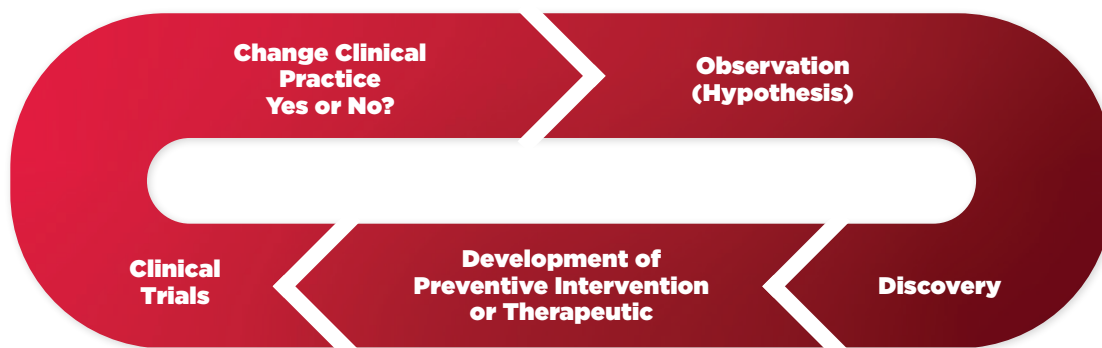 Change Clinical
Practice
Yes or No?
Observation
(Hypothesis)
Clinical
Trials
Development of
Preventive Intervention
or Therapeutic
Discovery